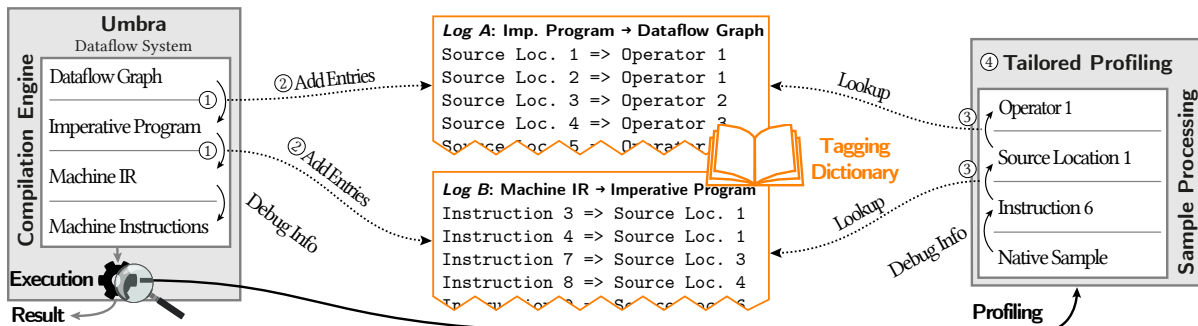 Umbra
Dataflow System
Compilation Engine
Dataflow Graph
①
Imperative Program
①
Machine IR
Machine Instructions
Debug Info
② Add Entries
② Add Entries
Execution
Result
Log A: Imp. Program → Dataflow Graph
Source Loc. 1 => Operator 1
Source Loc. 2 => Operator 1
Source Loc. 3 => Operator 2
Source Loc. 4 => Operator 3
Source Loc. 5 => Operator
Tagging
Dictionary
Log B: Machine IR → Imperative Program
Instruction 3 => Source Loc. 1
Instruction 4 => Source Loc. 1
Instruction 7 => Source Loc. 3
Instruction 8 => Source Loc. 4
Lookup
Lookup
Debug Info
④ Tailored Profiling
Operator 1
③
Source Location 1
③
Instruction 6
Native Sample
Sample Processing
Profiling